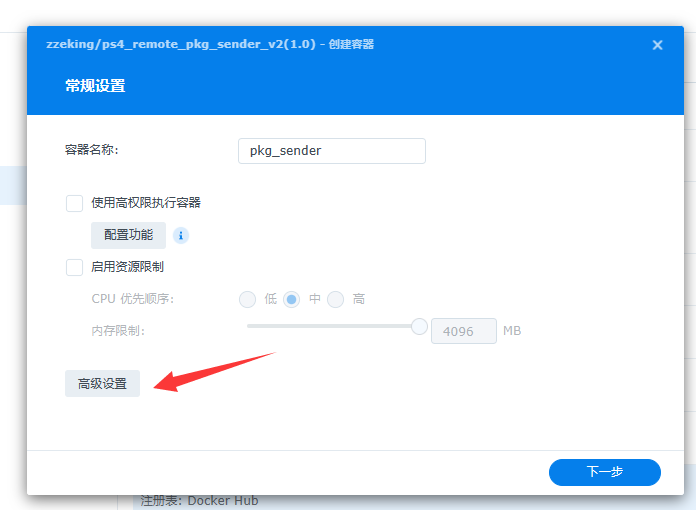 zzeking/ps4_remote_pkg_sender_v2(1.0) - 创建容器
常规设置
容器名称:
pkg_sender
使用高权限执行容器
配置功能
启用资源限制
CPU 优先顺序: 低 中 高
内存限制: 4096 MB
高级设置
下一步
注册表: Docker Hub